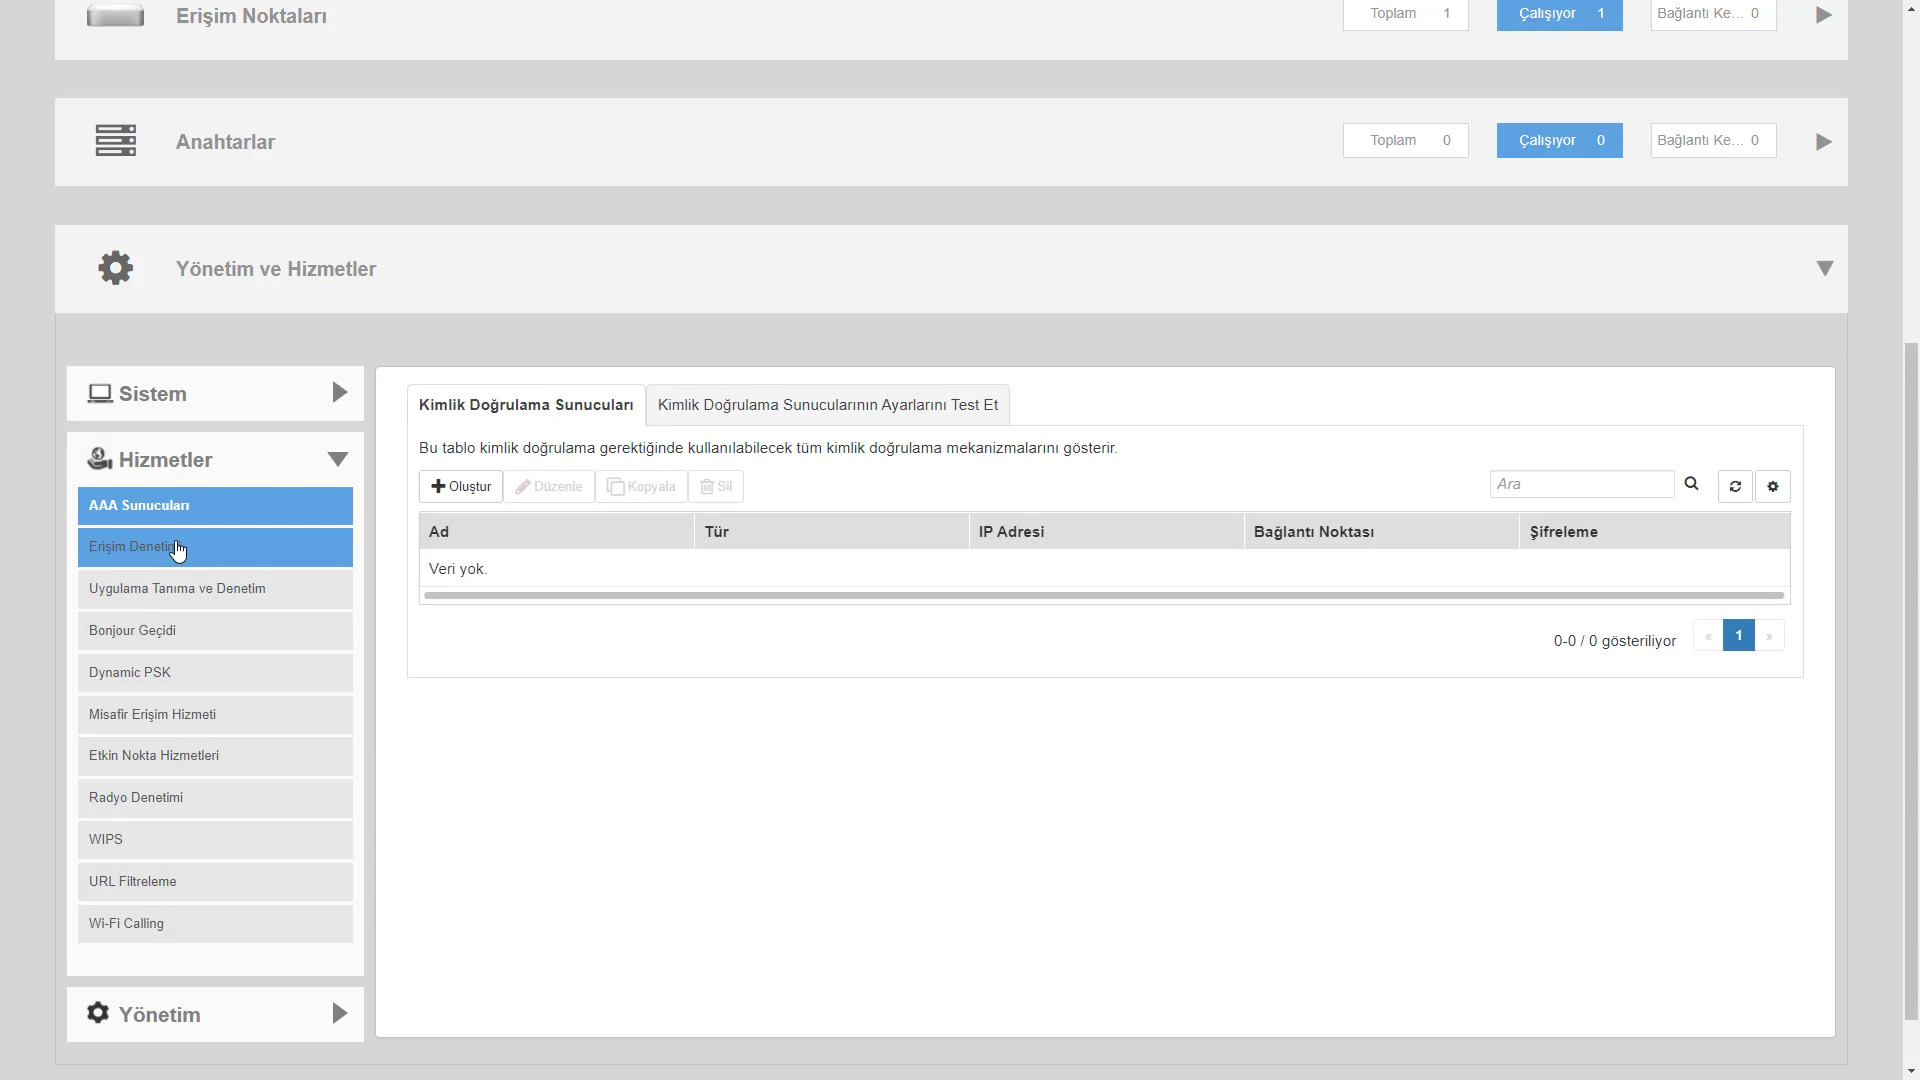 Erişim Noktaları
Toplam 1
Çalışıyor 1
Bağlantı Ke... 0
Anahtarlar
Toplam 0
Çalışıyor 0
Bağlantı Ke... 0
Yönetim ve Hizmetler
Sistem
Hizmetler
AAA Sunucuları
Erişim Denetimi
Uygulama Tanıma ve Denetim
Bonjour Geçidi
Dynamic PSK
Misafir Erişim Hizmeti
Etkin Nokta Hizmetleri
Radyo Denetimi
WIPS
URL Filtreleme
Wi-Fi Calling
Yönetim
Kimlik Doğrulama Sunucuları
Kimlik Doğrulama Sunucularının Ayarlarını Test Et
Bu tablo kimlik doğrulama gerektiğinde kullanılabilecek tüm kimlik doğrulama mekanizmalarını gösterir.
Oluştur
Düzenle
Kopyala
Sil
Ara
Ad
Tür
IP Adresi
Bağlantı Noktası
Şifreleme
Veri yok.
0-0 / 0 gösteriliyor
« 1 »